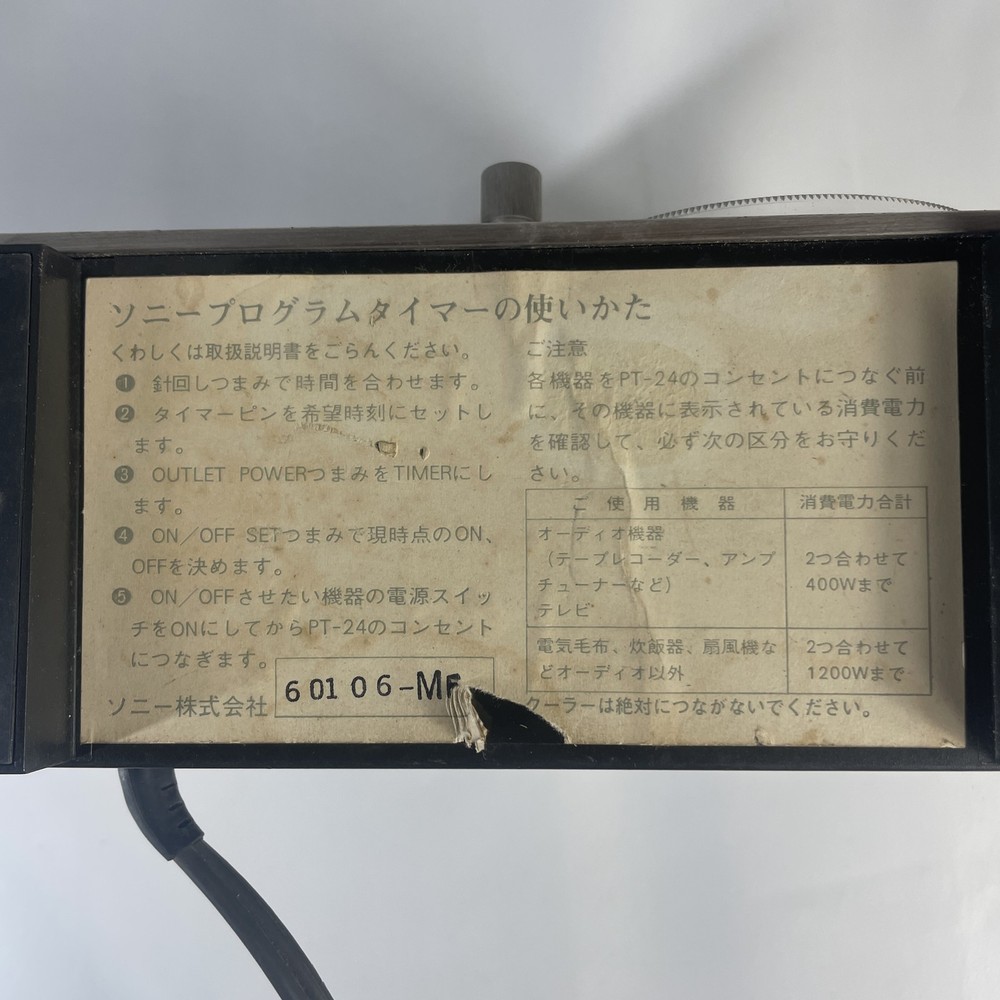 ソニープログラムタイマーの使いかた
くわしくは取扱説明書をごらんください。
❶ 針回しつまみで時間を合わせます。
❷ タイマーピンを希望時刻にセットし
ます。
❸ OUTLET POWERつまみをTIMERにし
ます。
❹ ON／OFF SETつまみで現時点のON、
OFFを決めます。
❺ ON／OFFさせたい機器の電源スイッ
チをONにしてからPT-24のコンセント
につなぎます。
ソニー株式会社
60106-M
ご注意
各機器をPT-24のコンセントにつなぐ前
に、その機器に表示されている消費電力
を確認して、必ず次の区分をお守りくだ
さい。
ご使用機器 消費電力合計
オーディオ機器
（テープレコーダー、アンプ
チューナーなど）
テレビ
2つ合わせて
400Wまで
電気毛布、炊飯器、扇風機な
どオーディオ以外
2つ合わせて
1200Wまで
クーラーは絶対につながないでください。